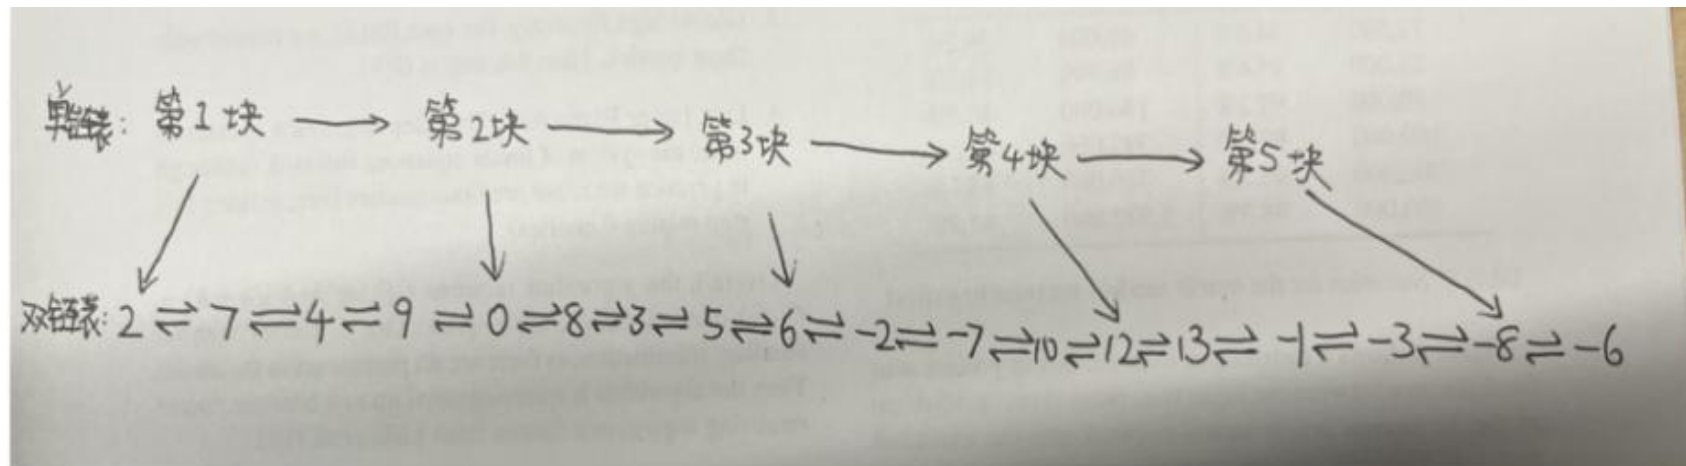 单链表: 第1块 → 第2块 → 第3块 → 第4块 → 第5块
双链表: 2 ⇌ 7 ⇌ 4 ⇌ 9 ⇌ 0 ⇌ 8 ⇌ 3 ⇌ 5 ⇌ 6 ⇌ -2 ⇌ -7 ⇌ 10 ⇌ 12 ⇌ 13 ⇌ -1 ⇌ -3 ⇌ -8 ⇌ -6